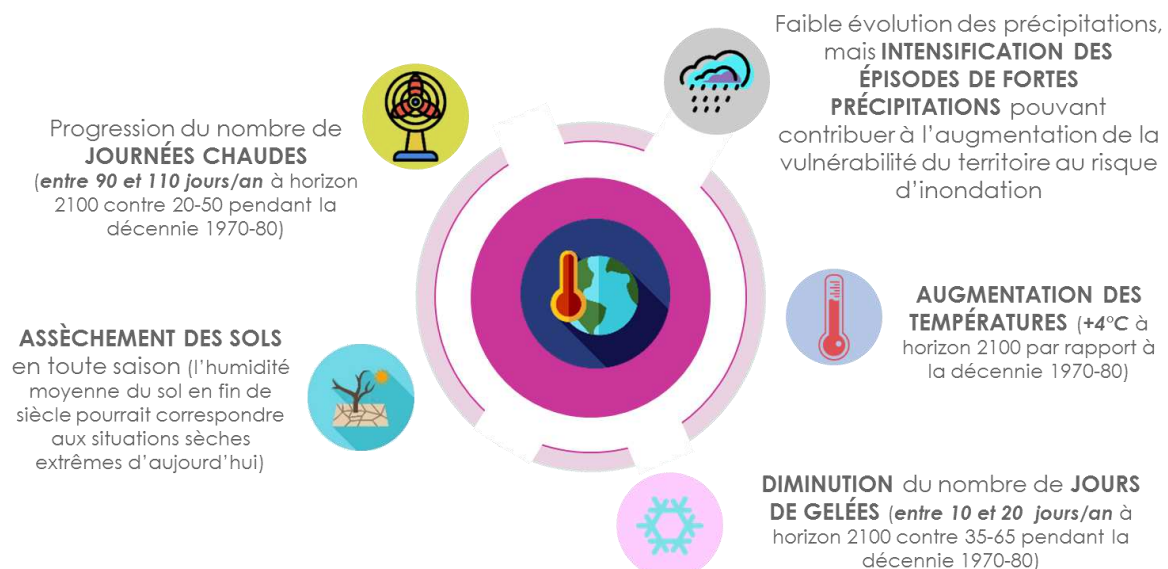 Progression du nombre de
JOURNÉES CHAUDES
(entre 90 et 110 jours/an à horizon
2100 contre 20-50 pendant la
décennie 1970-80)
Faible évolution des précipitations,
mais INTENSIFICATION DES
ÉPISODES DE FORTES
PRÉCIPITATIONS pouvant
contribuer à l'augmentation de la
vulnérabilité du territoire au risque
d'inondation
ASSÈCHEMENT DES SOLS
en toute saison (l'humidité
moyenne du sol en fin de
siècle pourrait correspondre
aux situations sèches
extrêmes d'aujourd'hui)
AUGMENTATION DES
TEMPÉRATURES (+4°C à
horizon 2100 par rapport à
la décennie 1970-80)
DIMINUTION du nombre de JOURS
DE GELÉES (entre 10 et 20 jours/an à
horizon 2100 contre 35-65 pendant la
décennie 1970-80)